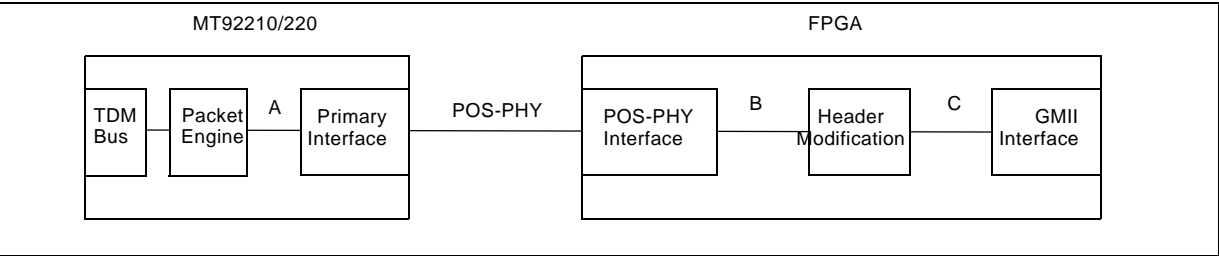 MT92210/220
FPGA
TDM
Bus
Packet
Engine
A
Primary
Interface
POS-PHY
POS-PHY
Interface
B
Header
Modification
C
GMII
Interface